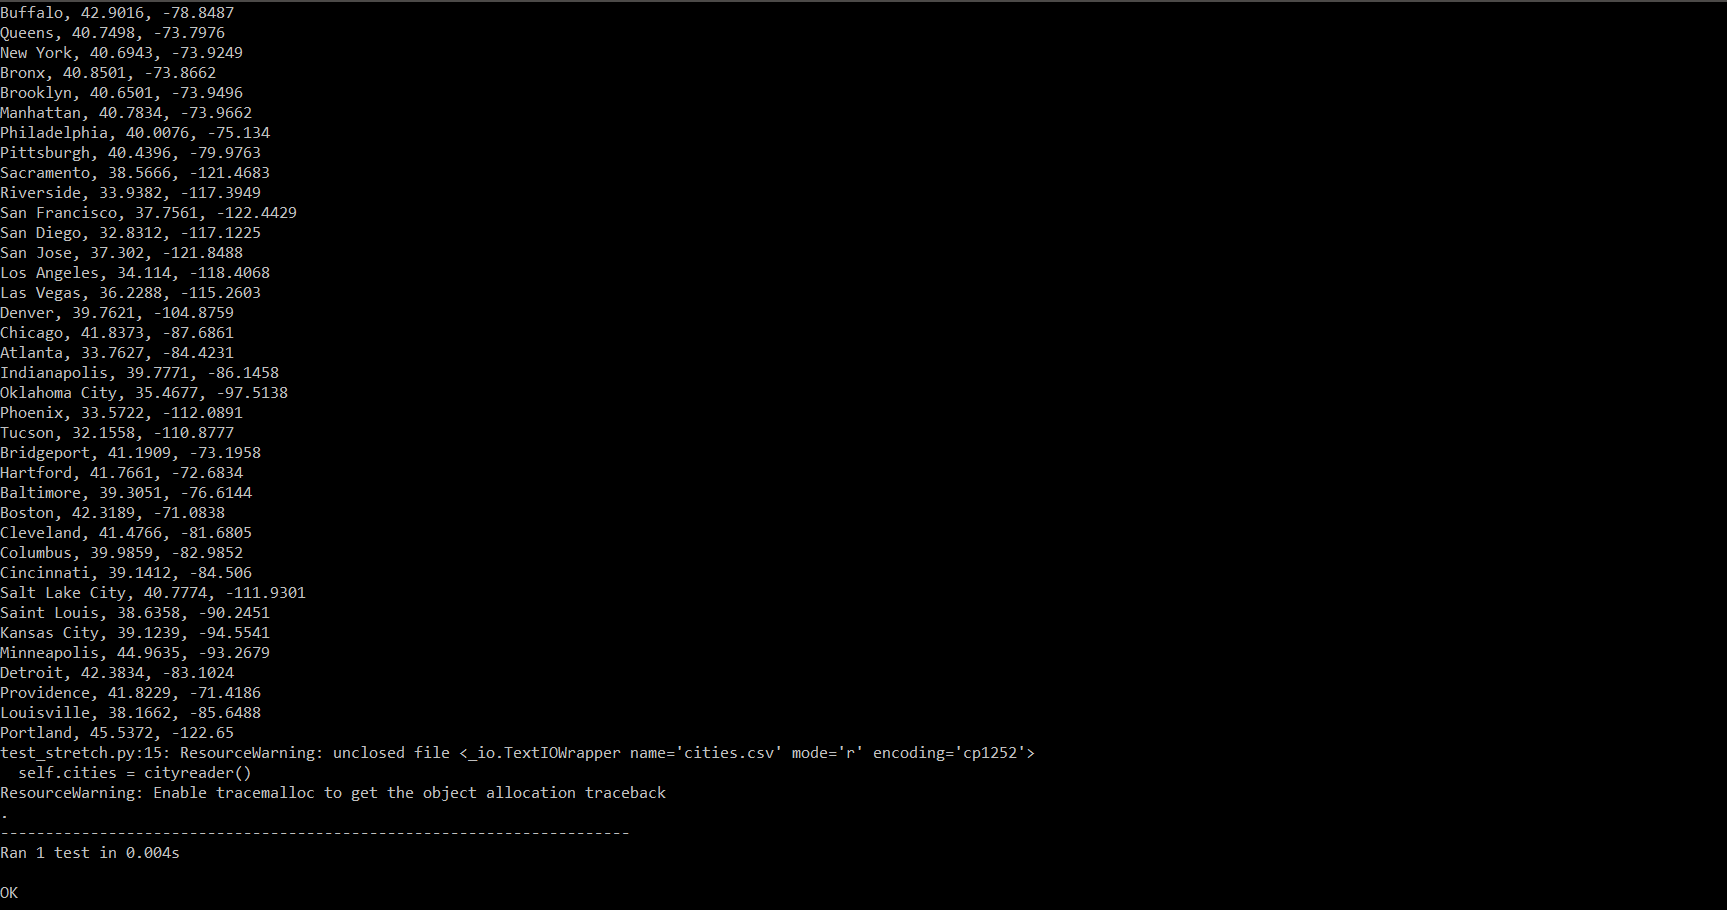 Buffalo, 42.9016, -78.8487
Queens, 40.7498, -73.7976
New York, 40.6943, -73.9249
Bronx, 40.8501, -73.8662
Brooklyn, 40.6501, -73.9496
Manhattan, 40.7834, -73.9662
Philadelphia, 40.0076, -75.134
Pittsburgh, 40.4396, -79.9763
Sacramento, 38.5666, -121.4683
Riverside, 33.9382, -117.3949
San Francisco, 37.7561, -122.4429
San Diego, 32.8312, -117.1225
San Jose, 37.302, -121.8488
Los Angeles, 34.114, -118.4068
Las Vegas, 36.2288, -115.2603
Denver, 39.7621, -104.8759
Chicago, 41.8373, -87.6861
Atlanta, 33.7627, -84.4231
Indianapolis, 39.7771, -86.1458
Oklahoma City, 35.4677, -97.5138
Phoenix, 33.5722, -112.0891
Tucson, 32.1558, -110.8777
Bridgeport, 41.1909, -73.1958
Hartford, 41.7661, -72.6834
Baltimore, 39.3051, -76.6144
Boston, 42.3189, -71.0838
Cleveland, 41.4766, -81.6805
Columbus, 39.9859, -82.9852
Cincinnati, 39.1412, -84.506
Salt Lake City, 40.7774, -111.9301
Saint Louis, 38.6358, -90.2451
Kansas City, 39.1239, -94.5541
Minneapolis, 44.9635, -93.2679
Detroit, 42.3834, -83.1024
Providence, 41.8229, -71.4186
Louisville, 38.1662, -85.6488
Portland, 45.5372, -122.65
test_stretch.py:15: ResourceWarning: unclosed file <_io.TextIOWrapper name='cities.csv' mode='r' encoding='cp1252'>
  self.cities = cityreader()
ResourceWarning: Enable tracemalloc to get the object allocation traceback
.
----------------------------------------------------------------------
Ran 1 test in 0.004s

OK